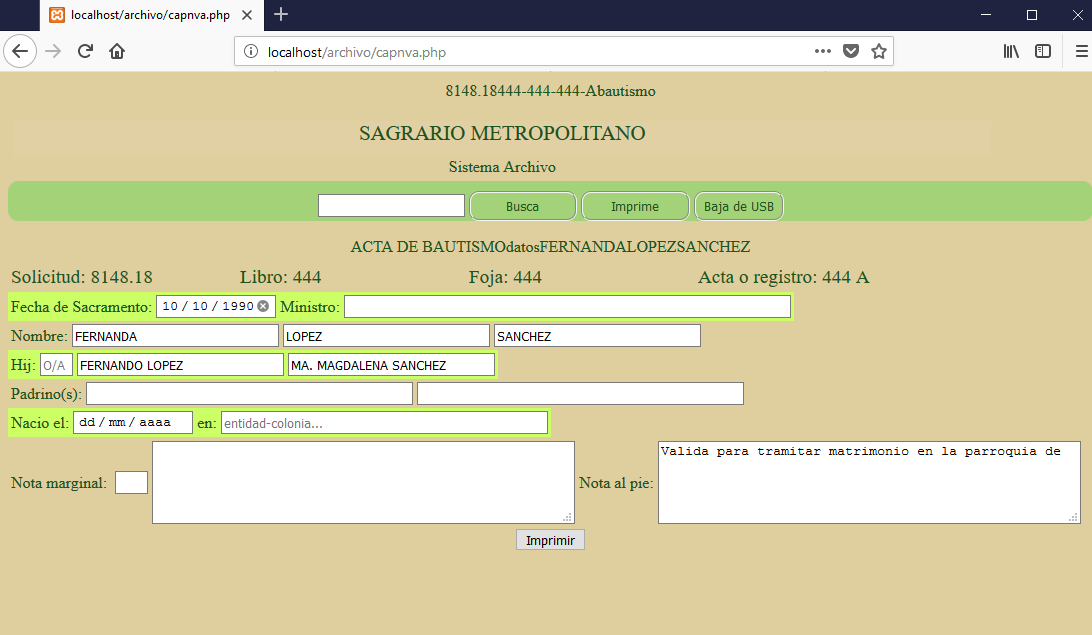 localhost/archivo/capnva.php
localhost/archivo/capnva.php
8148.18444-444-444-Abautismo
SAGRARIO METROPOLITANO
Sistema Archivo
Busca Imprime Baja de USB
ACTA DE BAUTISMOdatosFERNANDALOPEZSANCHEZ
Solicitud: 8148.18 Libro: 444 Foja: 444 Acta o registro: 444 A
Fecha de Sacramento: 10 / 10 / 1990 Ministro:
Nombre: FERNANDA LOPEZ SANCHEZ
Hij: O/A FERNANDO LOPEZ MA. MAGDALENA SANCHEZ
Padrino(s):
Nacio el: dd / mm / aaaa en: entidad-colonia...
Valida para tramitar matrimonio en la parroquia de
Nota marginal: Nota al pie:
Imprimir